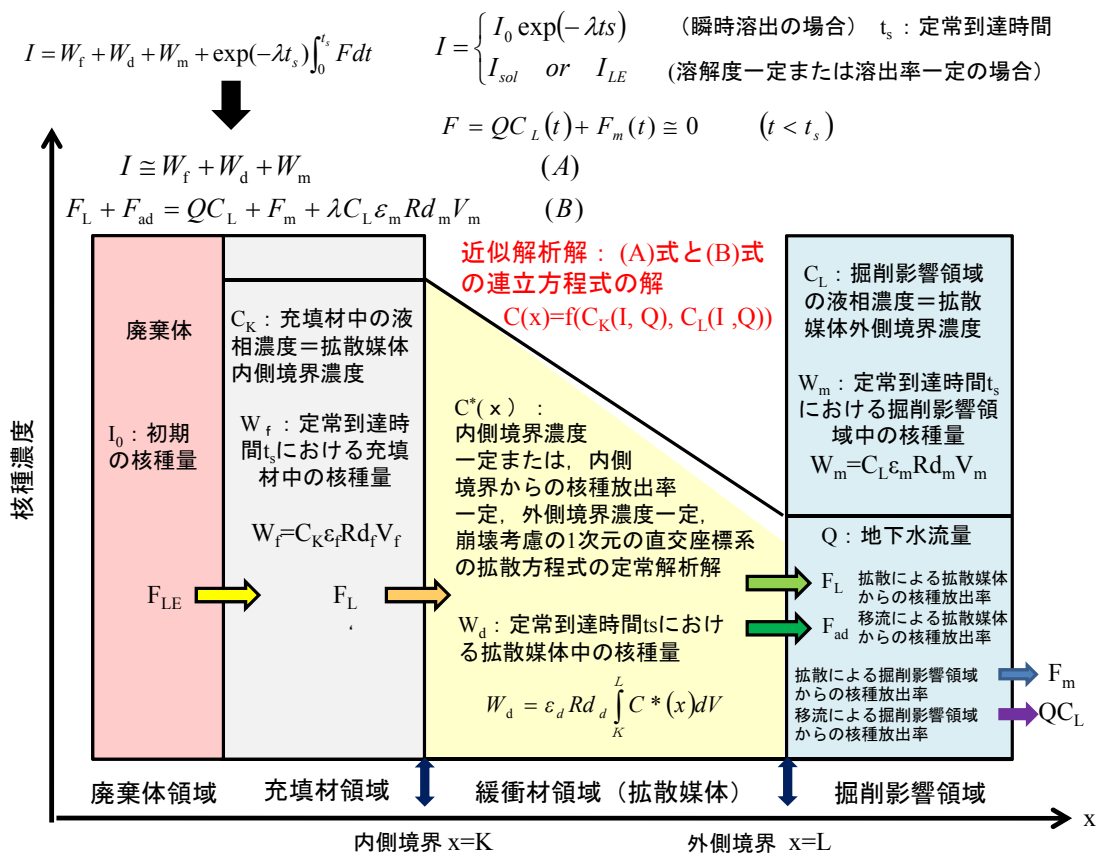 I = W_f + W_d + W_m + exp(-λt_s)∫_0^{t_s} Fdt
I = { I_0 exp(-λts) （瞬時溶出の場合） t_s：定常到達時間
I_sol or I_LE (溶解度一定または溶出率一定の場合）
F = QC_L(t) + F_m(t) ≅ 0 (t < t_s)
I ≅ W_f + W_d + W_m (A)
F_L + F_ad = QC_L + F_m + λC_L ε_m Rd_m V_m (B)
核種濃度
廃棄体
I_0：初期
の核種量
F_LE
C_K：充填材中の液
相濃度＝拡散媒体
内側境界濃度
W_f：定常到達時
間t_sにおける充填
材中の核種量
W_f=C_Kε_fRd_fV_f
F_L
近似解析解：(A)式と(B)式
の連立方程式の解
C(x)=f(C_K(I, Q), C_L(I ,Q))
C^*(ｘ)：
内側境界濃度
一定または，内側
境界からの核種放出率
一定，外側境界濃度一定，
崩壊考慮の1次元の直交座標系
の拡散方程式の定常解析解
W_d：定常到達時間tsにおけ
る拡散媒体中の核種量
W_d = ε_d Rd_d ∫_K^L C*(x)dV
C_L：掘削影響領域
の液相濃度＝拡散
媒体外側境界濃度
W_m：定常到達時間t_s
における掘削影響領
域中の核種量
W_m=C_Lε_mRd_mV_m
Q：地下水流量
F_L 拡散による拡散媒体
からの核種放出率
F_ad 移流による拡散媒体
からの核種放出率
拡散による掘削影響領域
からの核種放出率 F_m
移流による掘削影響領域
からの核種放出率 QC_L
廃棄体領域 充填材領域 緩衝材領域（拡散媒体） 掘削影響領域
x
内側境界 x=K 外側境界 x=L